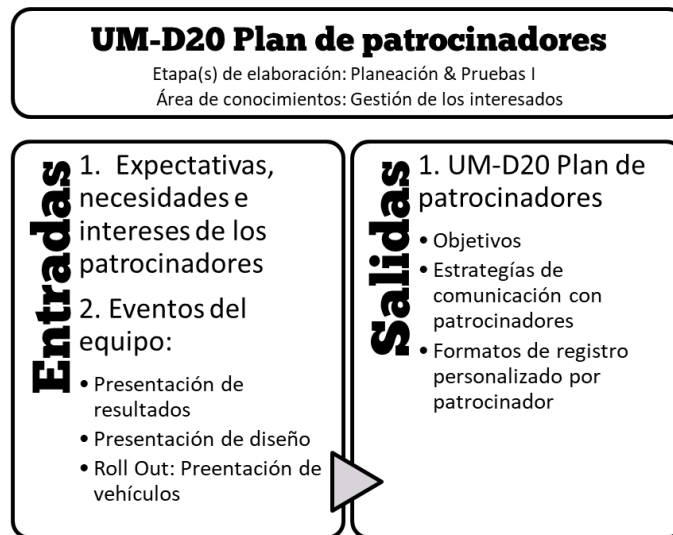 UM-D20 Plan de patrocinadores
Etapa(s) de elaboración: Planeación & Pruebas I
Área de conocimientos: Gestión de los interesados
Entradas
1. Expectativas,
necesidades e
intereses de los
patrocinadores
2. Eventos del
equipo:
• Presentación de
resultados
• Presentación de diseño
• Roll Out: Preentación de
vehículos
Salidas
1. UM-D20 Plan de
patrocinadores
• Objetivos
• Estrategías de
comunicación con
patrocinadores
• Formatos de registro
personalizado por
patrocinador